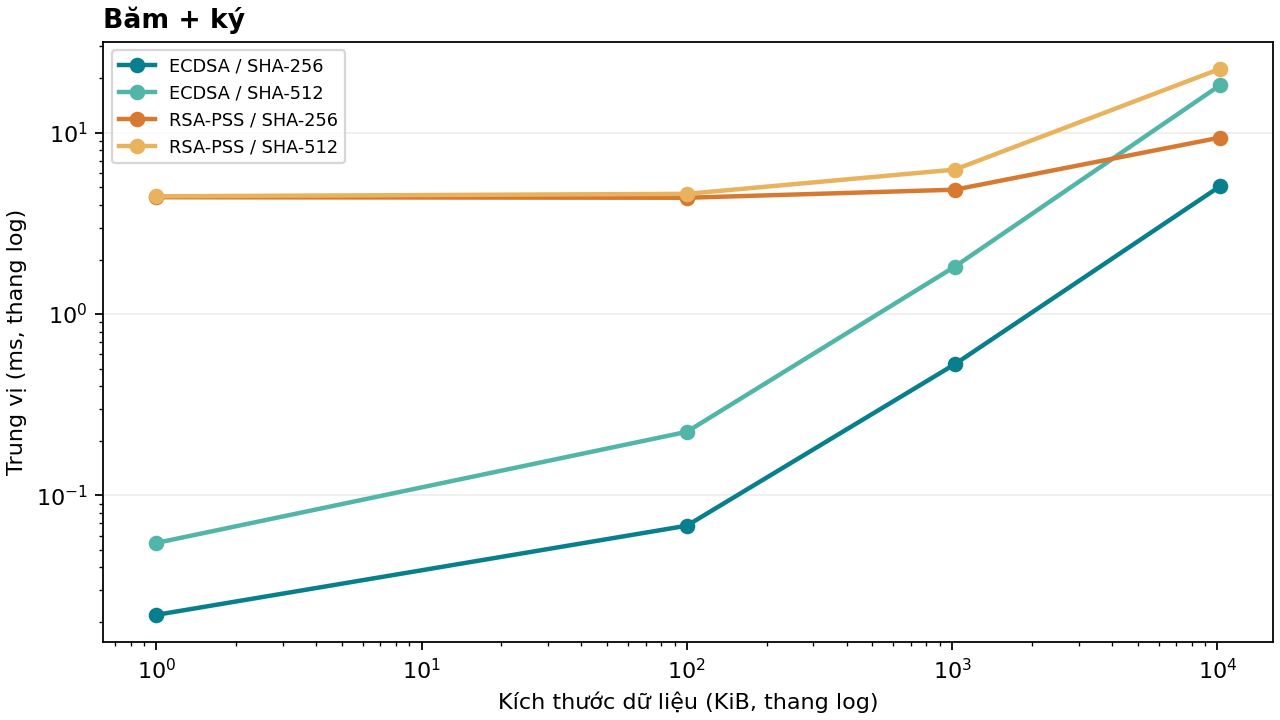 Băm + ký
ECDSA / SHA-256
ECDSA / SHA-512
RSA-PSS / SHA-256
RSA-PSS / SHA-512
Trung vị (ms, thang log)
10¹
10⁰
10⁻¹
10⁰ 10¹ 10² 10³ 10⁴
Kích thước dữ liệu (KiB, thang log)